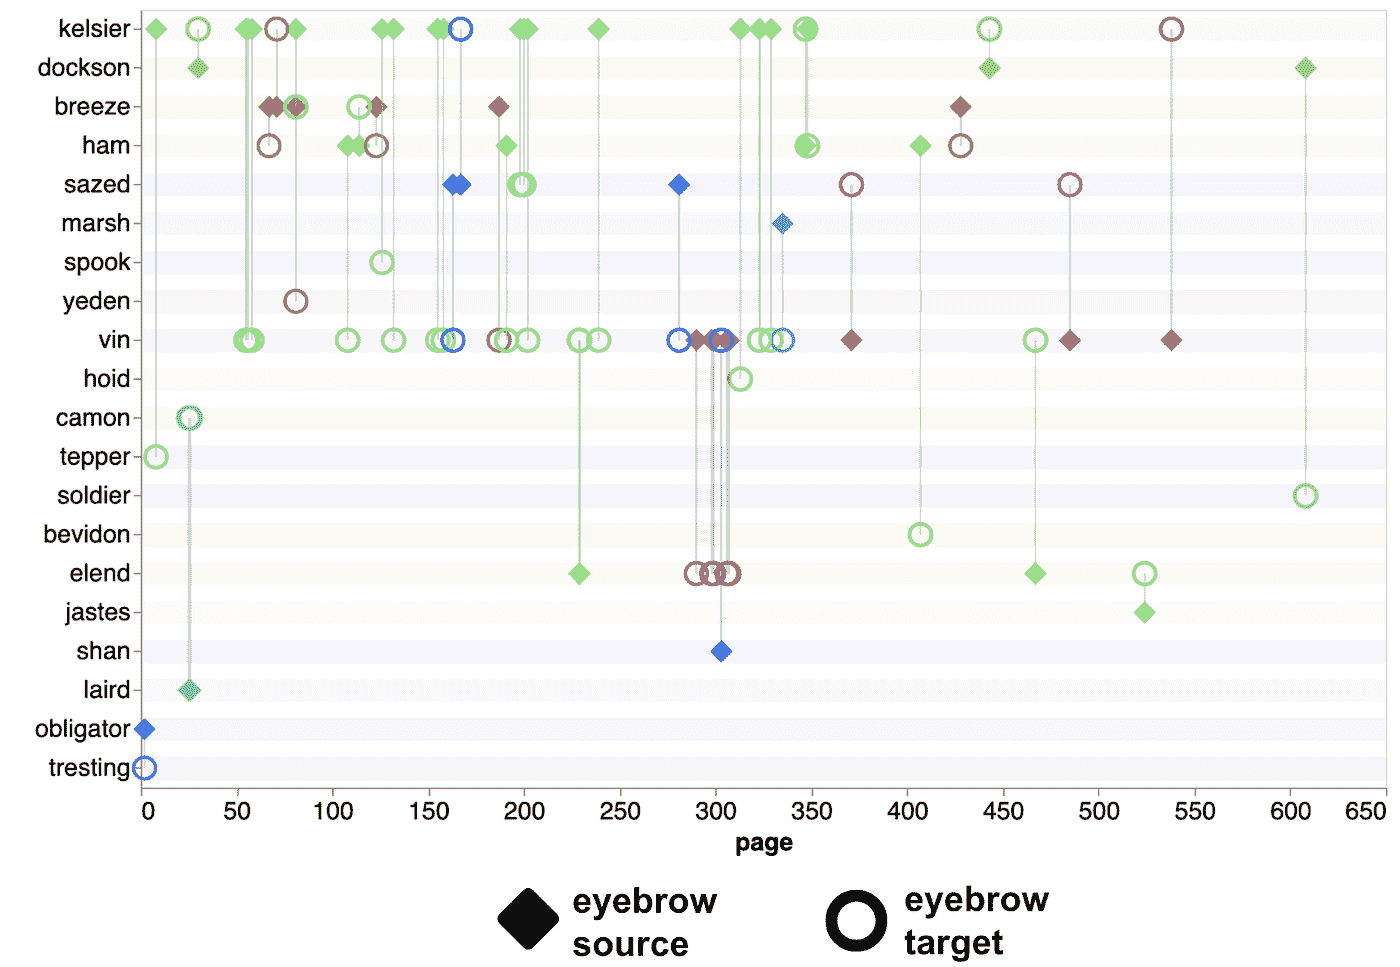 kelsier
dockson
breeze
ham
sazed
marsh
spook
yeden
vin
hoid
camon
tepper
soldier
bevidon
elend
jastes
shan
laird
obligator
tresting
0 50 100 150 200 250 300 350 400 450 500 550 600 650
page
eyebrow source
eyebrow target